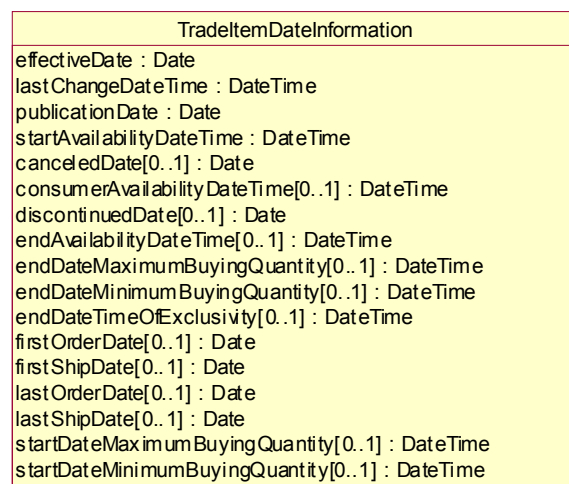 TradeItemDateInformation
effectiveDate : Date
lastChangeDateTime : DateTime
publicationDate : Date
startAvailabilityDateTime : DateTime
canceledDate[0..1] : Date
consumerAvailabilityDateTime[0..1] : DateTime
discontinuedDate[0..1] : Date
endAvailabilityDateTime[0..1] : DateTime
endDateMaximumBuyingQuantity[0..1] : DateTime
endDateMinimumBuyingQuantity[0..1] : DateTime
endDateTimeOfExclusivity[0..1] : DateTime
firstOrderDate[0..1] : Date
firstShipDate[0..1] : Date
lastOrderDate[0..1] : Date
lastShipDate[0..1] : Date
startDateMaximumBuyingQuantity[0..1] : DateTime
startDateMinimumBuyingQuantity[0..1] : DateTime